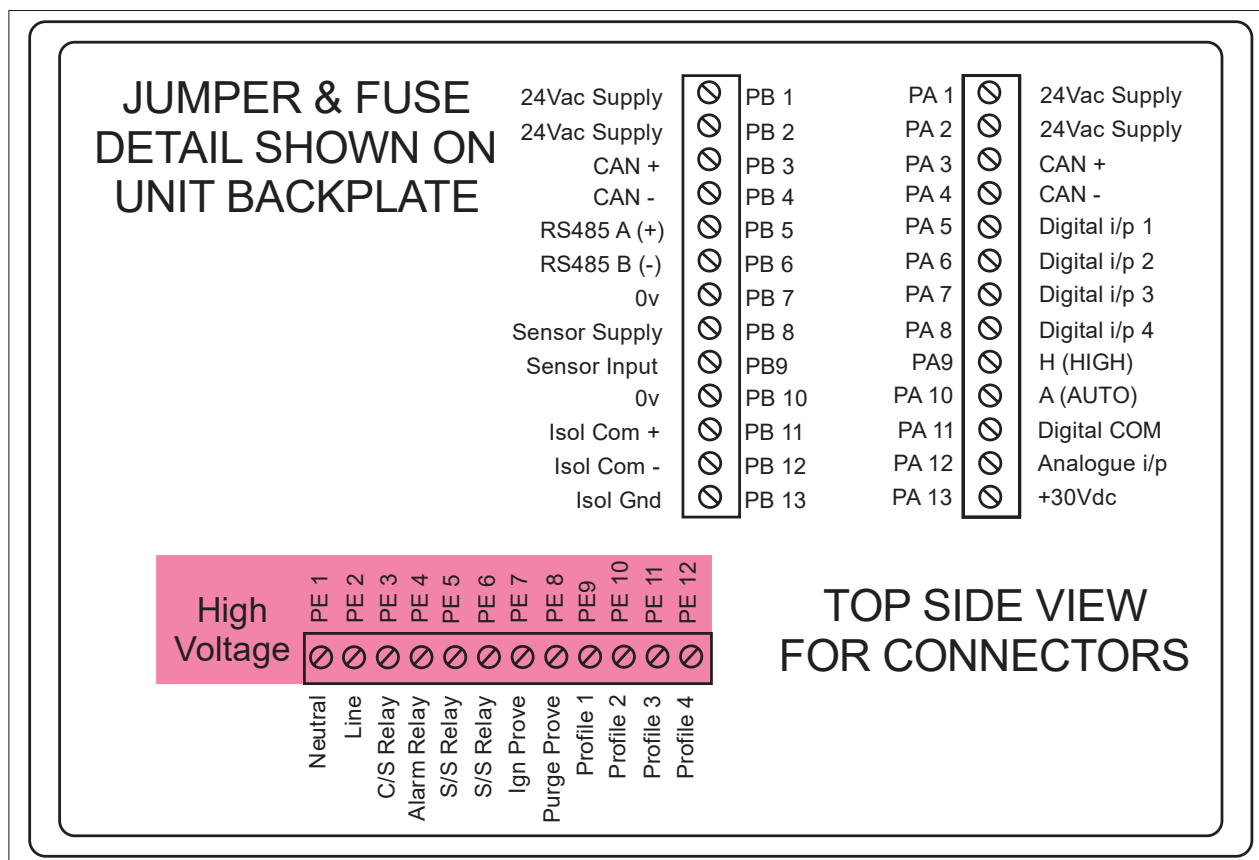 JUMPER & FUSE
DETAIL SHOWN ON
UNIT BACKPLATE
24Vac Supply PB 1
24Vac Supply PB 2
CAN + PB 3
CAN - PB 4
RS485 A (+) PB 5
RS485 B (-) PB 6
0v PB 7
Sensor Supply PB 8
Sensor Input PB9
0v PB 10
Isol Com + PB 11
Isol Com - PB 12
Isol Gnd PB 13
PA 1 24Vac Supply
PA 2 24Vac Supply
PA 3 CAN +
PA 4 CAN -
PA 5 Digital i/p 1
PA 6 Digital i/p 2
PA 7 Digital i/p 3
PA 8 Digital i/p 4
PA9 H (HIGH)
PA 10 A (AUTO)
PA 11 Digital COM
PA 12 Analogue i/p
PA 13 +30Vdc
High
Voltage
PE 1
PE 2
PE 3
PE 4
PE 5
PE 6
PE 7
PE 8
PE9
PE 10
PE 11
PE 12
Neutral
Line
C/S Relay
Alarm Relay
S/S Relay
S/S Relay
Ign Prove
Purge Prove
Profile 1
Profile 2
Profile 3
Profile 4
TOP SIDE VIEW
FOR CONNECTORS